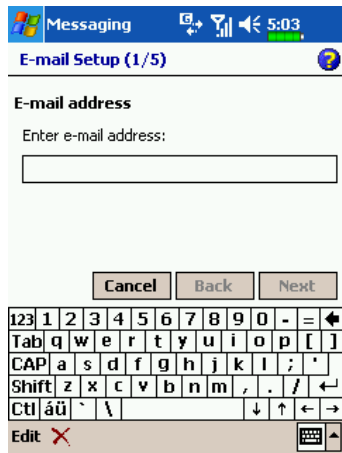 Messaging G 5:03
E-mail Setup (1/5) ?
E-mail address
Enter e-mail address:
Cancel Back Next
123 1 2 3 4 5 6 7 8 9 0 - = 
Tab q w e r t y u i o p [ ]
CAP a s d f g h j k l ; '
Shift z x c v b n m , . / ↵
Ctl áü ` \ ↓ ↑ ← →
Edit